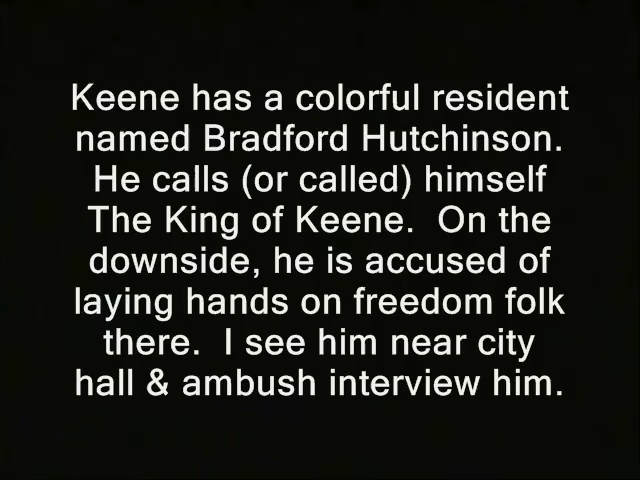 Keene has a colorful resident
named Bradford Hutchinson.
He calls (or called) himself
The King of Keene.  On the
downside, he is accused of
laying hands on freedom folk
there.  I see him near city
hall & ambush interview him.